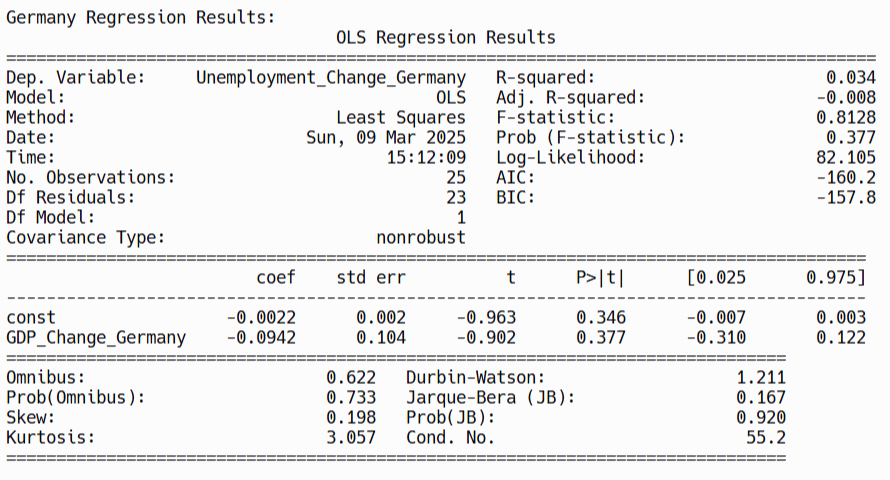 Germany Regression Results:
                            OLS Regression Results
=======================================================================================
Dep. Variable:     Unemployment_Change_Germany   R-squared:                       0.034
Model:                                     OLS   Adj. R-squared:                 -0.008
Method:                          Least Squares   F-statistic:                    0.8128
Date:                         Sun, 09 Mar 2025   Prob (F-statistic):              0.377
Time:                                 15:12:09   Log-Likelihood:                 82.105
No. Observations:                           25   AIC:                            -160.2
Df Residuals:                               23   BIC:                            -157.8
Df Model:                                    1
Covariance Type:                     nonrobust
======================================================================================
                         coef    std err          t      P>|t|      [0.025      0.975]
--------------------------------------------------------------------------------------
const                 -0.0022      0.002     -0.963      0.346      -0.007       0.003
GDP_Change_Germany    -0.0942      0.104     -0.902      0.377      -0.310       0.122
==============================================================================
Omnibus:                        0.622   Durbin-Watson:                   1.211
Prob(Omnibus):                  0.733   Jarque-Bera (JB):                0.167
Skew:                           0.198   Prob(JB):                        0.920
Kurtosis:                       3.057   Cond. No.                         55.2
==============================================================================